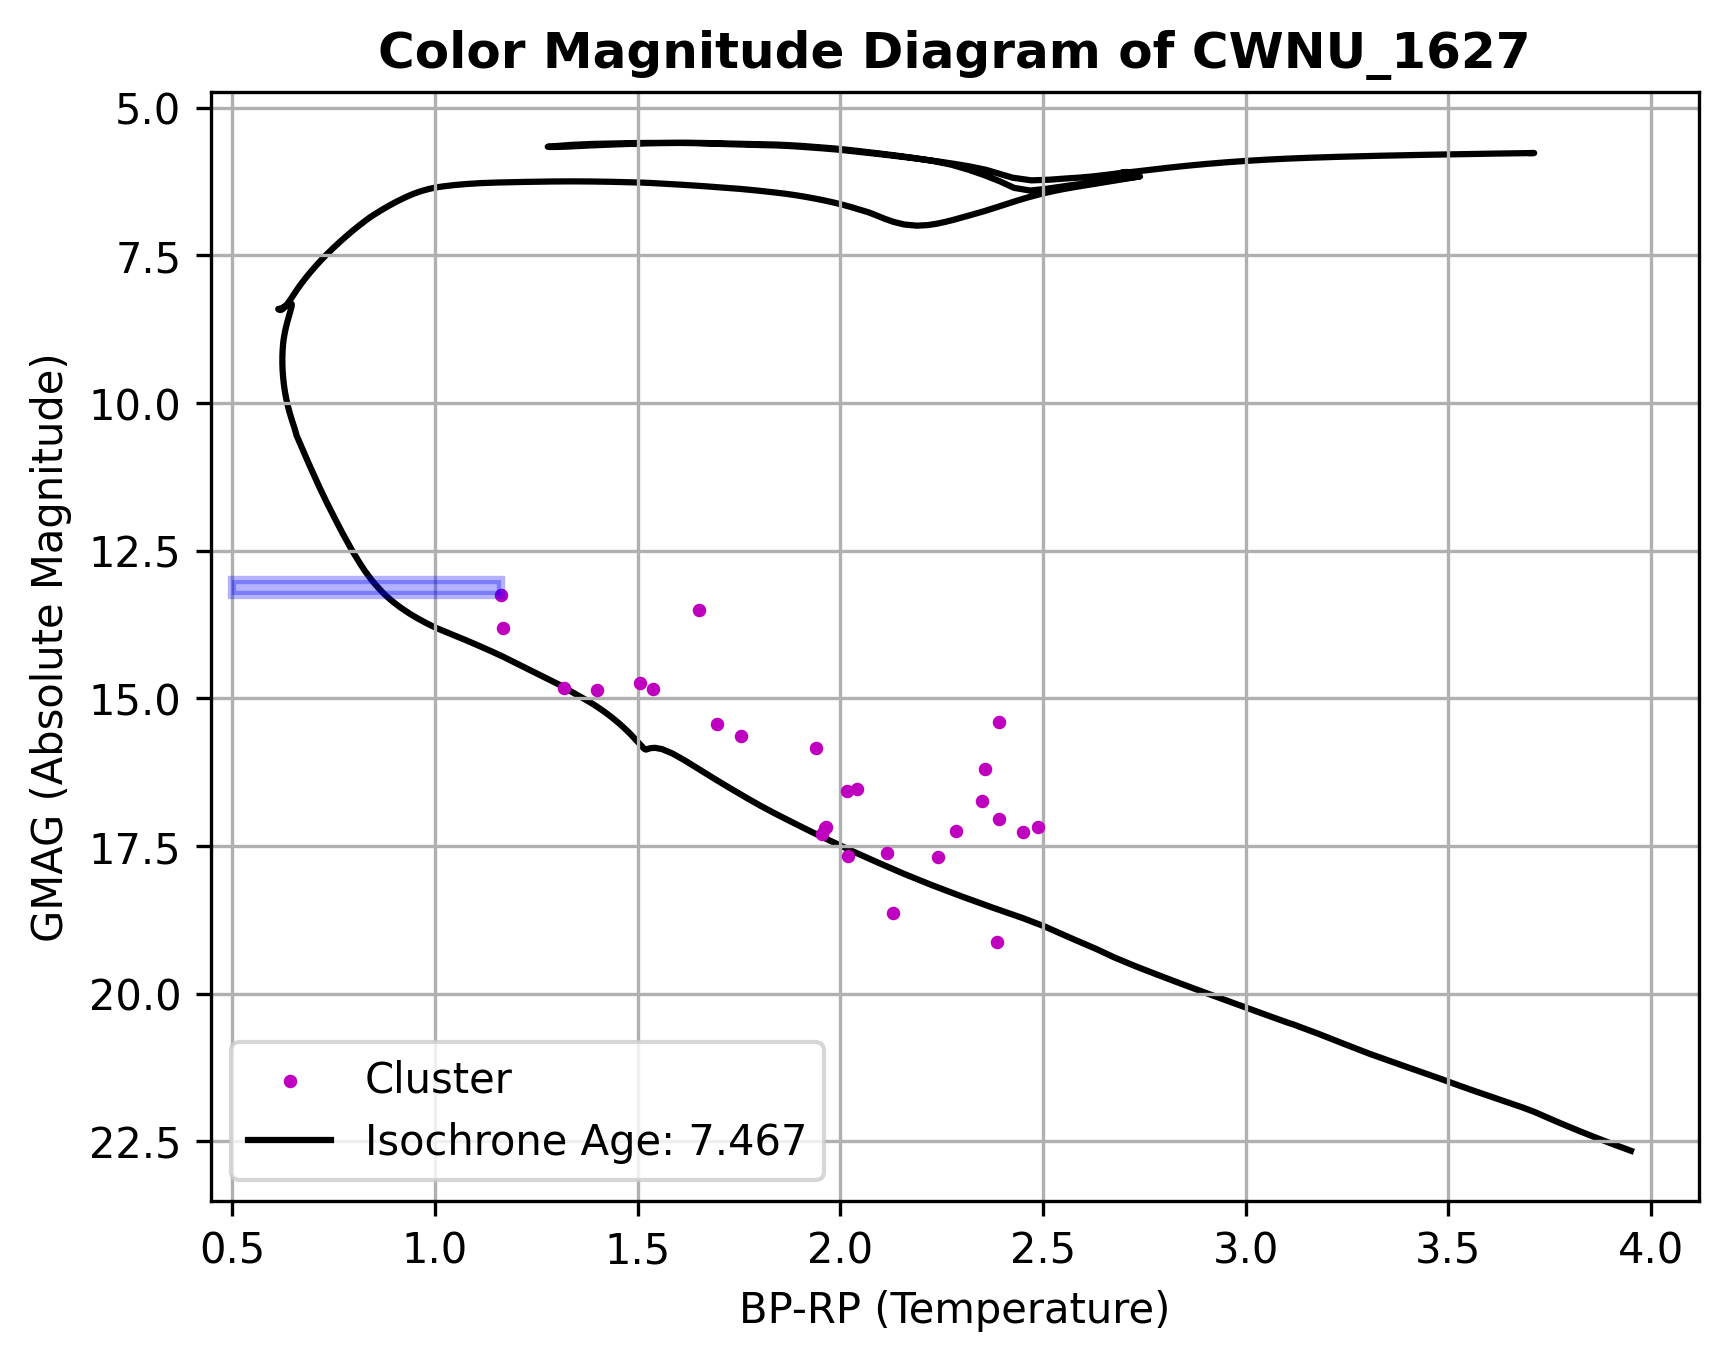 Color Magnitude Diagram of CWNU_1627
GMAG (Absolute Magnitude)
5.0
7.5
10.0
12.5
15.0
17.5
20.0
22.5
Cluster
Isochrone Age: 7.467
0.5 1.0 1.5 2.0 2.5 3.0 3.5 4.0
BP-RP (Temperature)